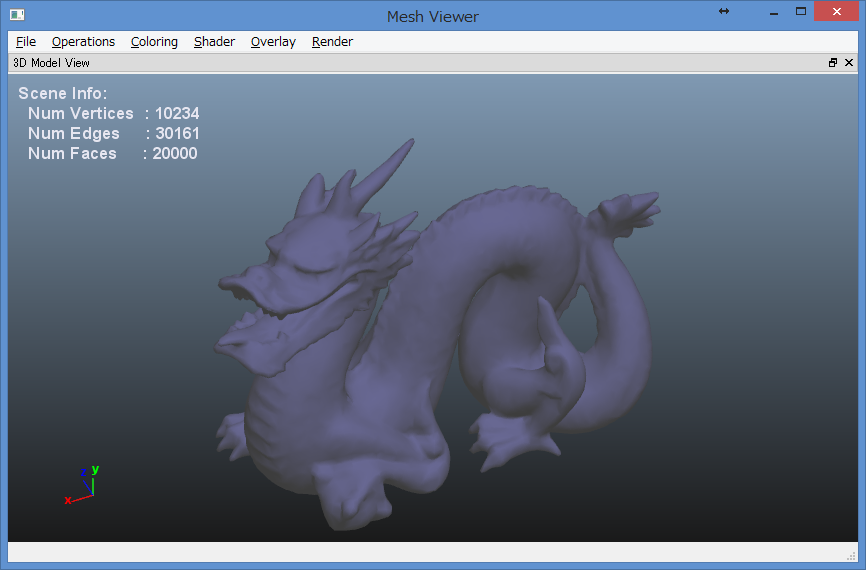 Mesh Viewer
File Operations Coloring Shader Overlay Render
3D Model View
Scene Info:
Num Vertices : 10234
Num Edges : 30161
Num Faces : 20000
y
x